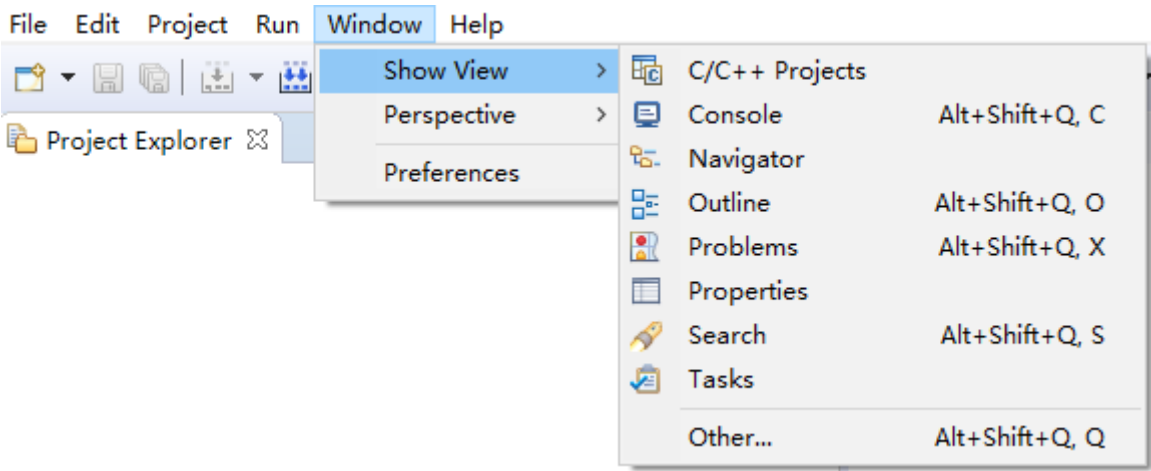 File Edit Project Run Window Help
Show View
Perspective
Preferences
Project Explorer
C/C++ Projects
Console Alt+Shift+Q, C
Navigator
Outline Alt+Shift+Q, O
Problems Alt+Shift+Q, X
Properties
Search Alt+Shift+Q, S
Tasks
Other... Alt+Shift+Q, Q